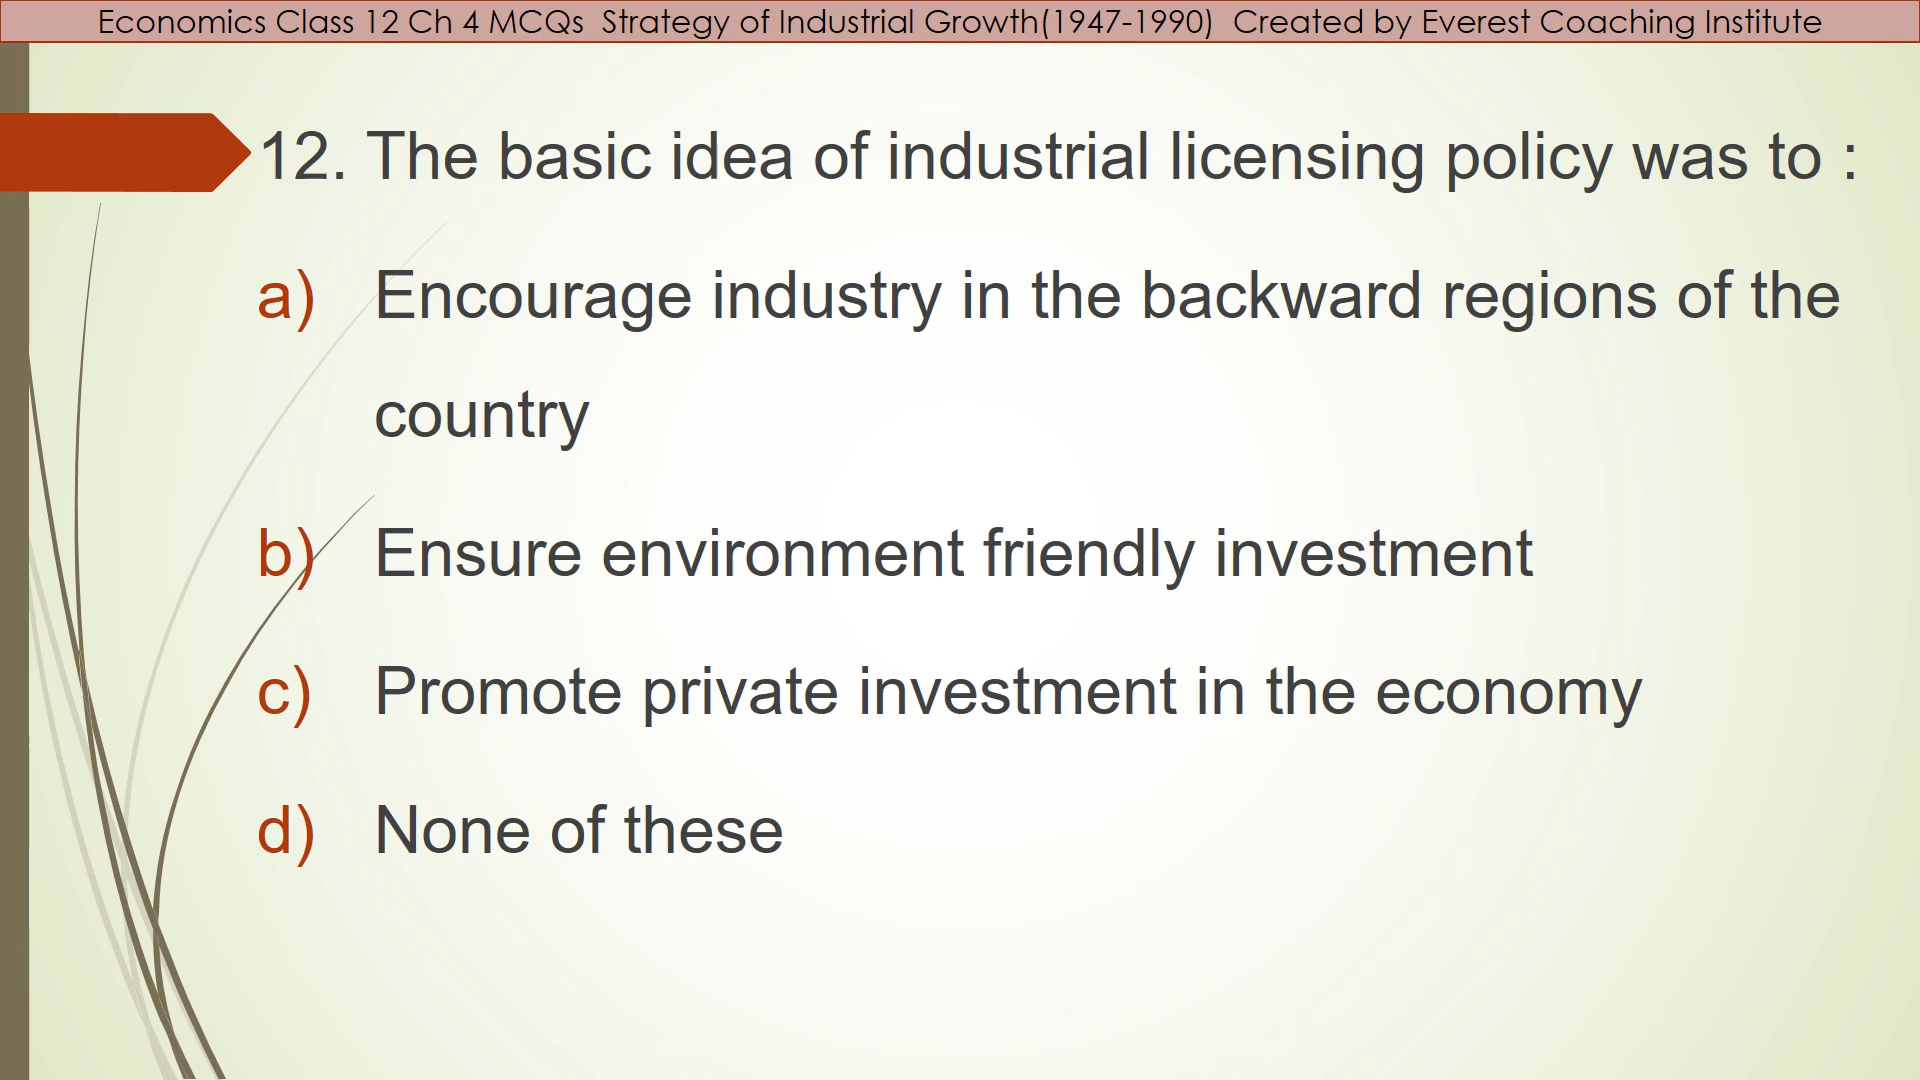 Economics Class 12 Ch 4 MCQs  Strategy of Industrial Growth(1947-1990)  Created by Everest Coaching Institute
12. The basic idea of industrial licensing policy was to :
a) Encourage industry in the backward regions of the
country
b) Ensure environment friendly investment
c) Promote private investment in the economy
d) None of these